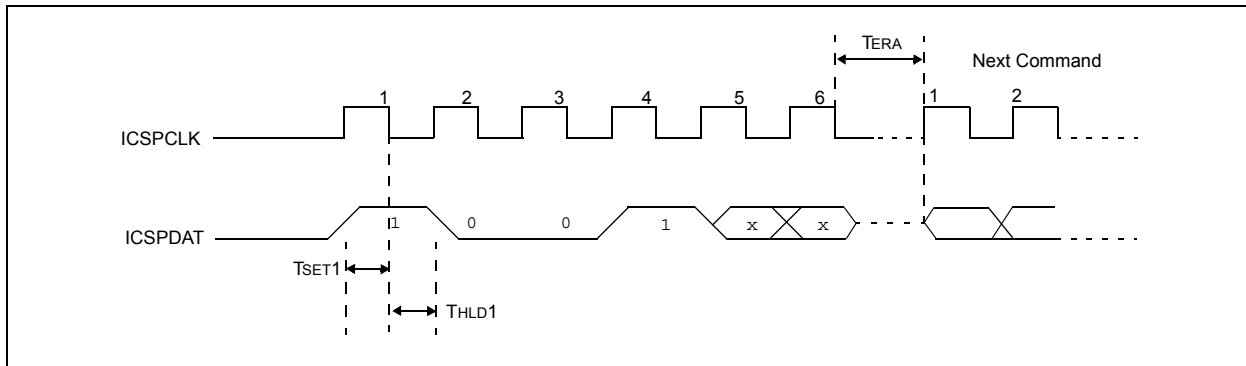 TERA
Next Command
1 2 3 4 5 6 1 2
ICSPCLK
ICSPDAT
1 0 0 1 x x
TSET1
THLD1